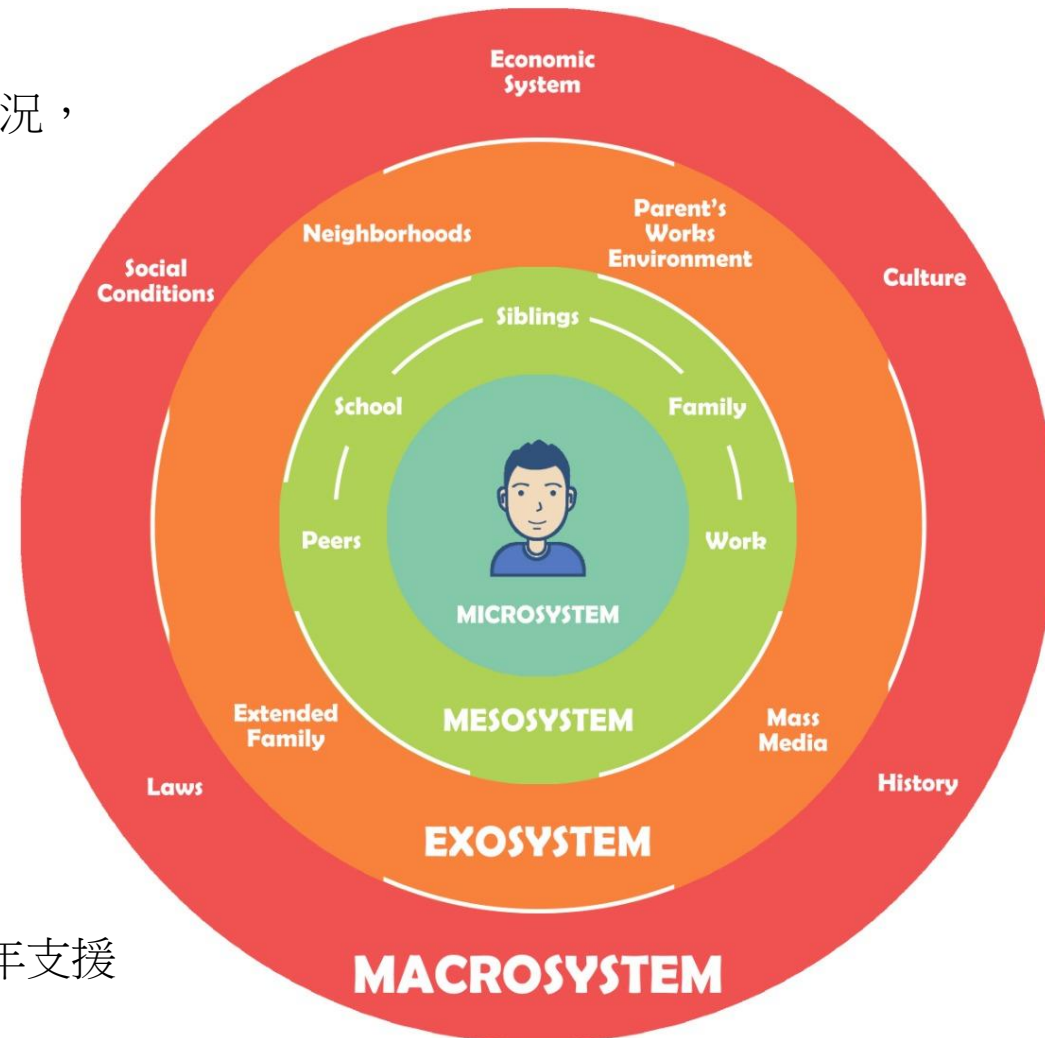 Economic
System
況，
Neighborhoods
Parent's
Works
Environment
Social
Conditions
Culture
Siblings
School
Family
Peers
Work
MICROSYSTEM
Extended
Family
MESOSYSTEM
Mass
Media
Laws
History
EXOSYSTEM
年支援
MACROSYSTEM